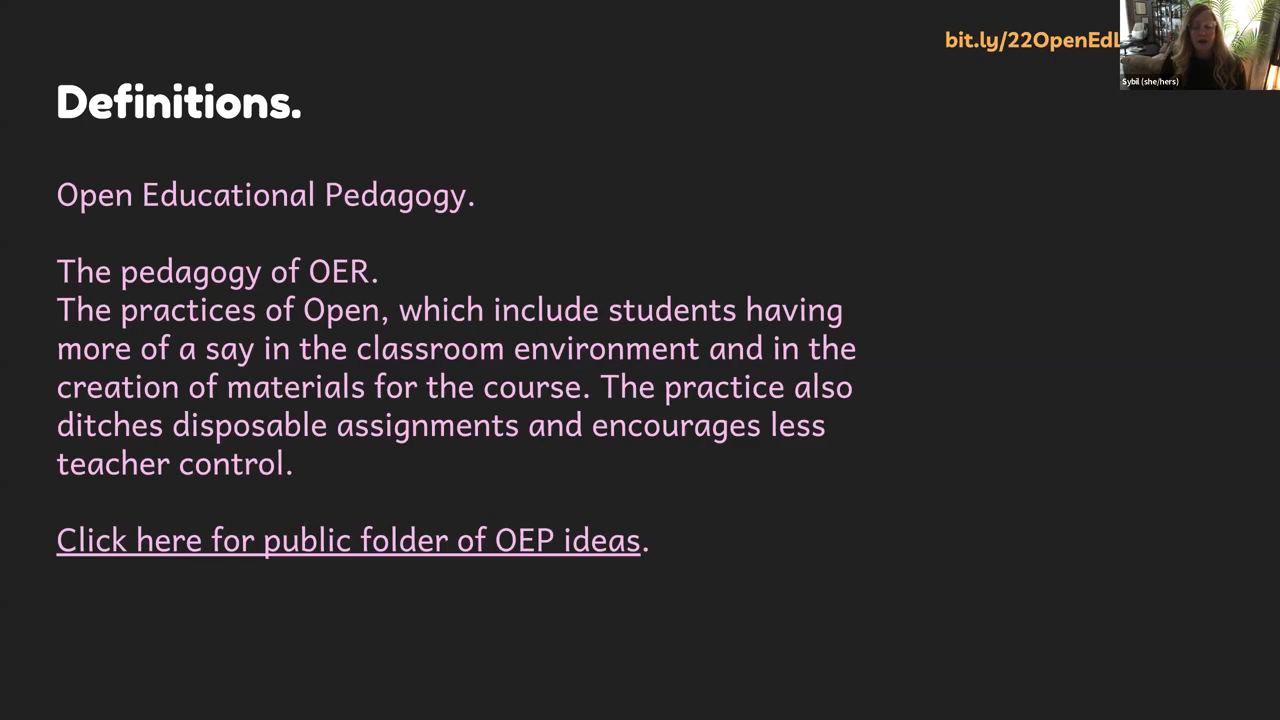 bit.ly/22OpenEdL
Sybil (she/hers)
Definitions.
Open Educational Pedagogy.
The pedagogy of OER.
The practices of Open, which include students having
more of a say in the classroom environment and in the
creation of materials for the course. The practice also
ditches disposable assignments and encourages less
teacher control.
Click here for public folder of OEP ideas.